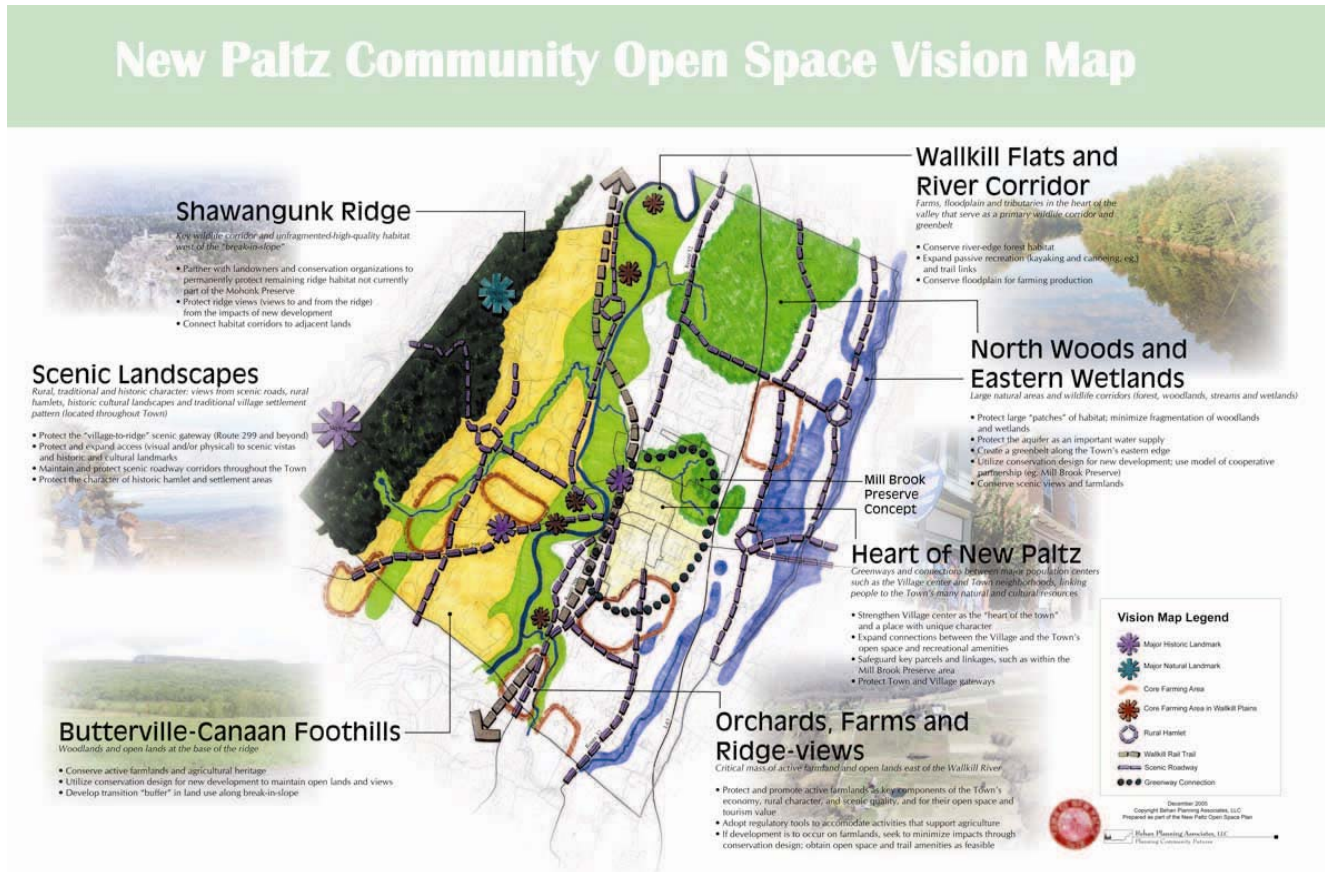 New Paltz Community Open Space Vision Map
Shawangunk Ridge
Key wildlife corridor and unfragmented-high-quality habitat
west of the "break-in-slope"
• Partner with landowners and conservation organizations to
permanently protect remaining ridge habitat not currently
part of the Mohonk Preserve
• Protect ridge views (views to and from the ridge)
from the impacts of new development
• Connect habitat corridors to adjacent lands
Wallkill Flats and
River Corridor
Farms, floodplain and tributaries in the heart of the
valley that serve as a primary wildlife corridor and
greenbelt
• Conserve river-edge forest habitat
• Expand passive recreation (kayaking and canoeing, eg.)
and trail links
• Conserve floodplain for farming production
Scenic Landscapes
Rural, traditional and historic character: views from scenic roads, rural
hamlets, historic cultural landscapes and traditional village settlement
pattern (located throughout Town)
• Protect the "village-to-ridge" scenic gateway (Route 299 and beyond)
• Protect and expand access (visual and/or physical) to scenic vistas
and historic and cultural landmarks
• Maintain and protect scenic roadway corridors throughout the Town
• Protect the character of historic hamlet and settlement areas
North Woods and
Eastern Wetlands
Large natural areas and wildlife corridors (forest, woodlands, streams and wetlands)
• Protect large "patches" of habitat; minimize fragmentation of woodlands
and wetlands
• Protect the aquifer as an important water supply
• Create a greenbelt along the Town's eastern edge
• Utilize conservation design for new development; use model of cooperative
partnership (eg. Mill Brook Preserve)
• Conserve scenic views and farmlands
Mill Brook
Preserve
Concept
Heart of New Paltz
Greenways and connections between major population centers
such as the Village center and Town neighborhoods, linking
people to the Town's many natural and cultural resources
• Strengthen Village center as the "heart of the town"
and a place with unique character
• Expand connections between the Village and the Town's
open space and recreational amenities
• Safeguard key parcels and linkages, such as within the
Mill Brook Preserve area
• Protect Town and Village gateways
Butterville-Canaan Foothills
Woodlands and open lands at the base of the ridge
• Conserve active farmlands and agricultural heritage
• Utilize conservation design for new development to maintain open lands and views
• Develop transition "buffer" in land use along break-in-slope
Orchards, Farms and
Ridge-views
Critical mass of active farmland and open lands east of the Wallkill River
• Protect and promote active farmlands as key components of the Town's
economy, rural character, and scenic quality, and for their open space and
tourism value
• Adopt regulatory tools to accomodate activities that support agriculture
• If development is to occur on farmlands, seek to minimize impacts through
conservation design; obtain open space and trail amenities as feasible
Vision Map Legend
Major Historic Landmark
Major Natural Landmark
Core Farming Area
Core Farming Area in Wallkill Plains
Rural Hamlet
Wallkill Rail Trail
Scenic Roadway
Greenway Connection
December 2005
Copyright Behan Planning Associates, LLC
Prepared as part of the New Paltz Open Space Plan
Behan Planning Associates, LLC
Planning Community Futures